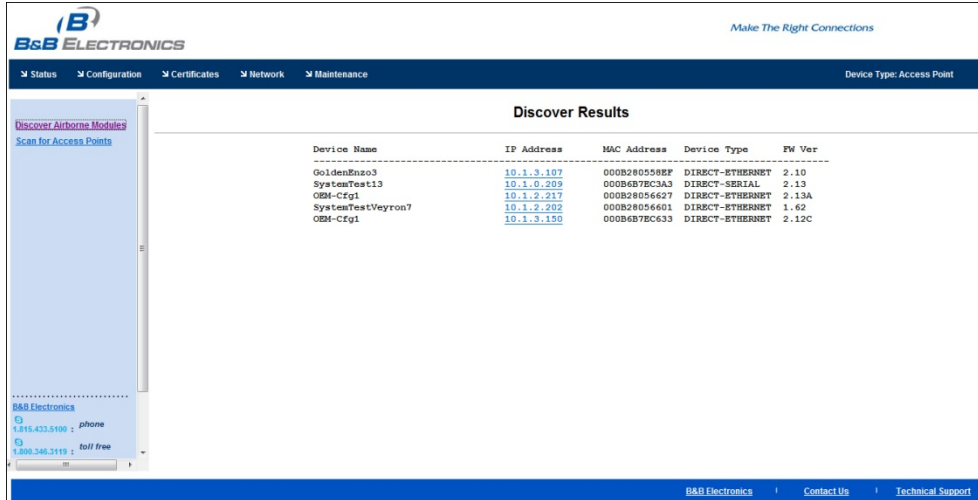 B&B ELECTRONICS
Make The Right Connections
Status Configuration Certificates Network Maintenance Device Type: Access Point
Discover Airborne Modules
Scan for Access Points
Discover Results
Device Name IP Address MAC Address Device Type FW Ver
GoldenEnzo3 10.1.3.107 000B280558EF DIRECT-ETHERNET 2.10
SystemTest13 10.1.0.209 000B6B7EC3A3 DIRECT-SERIAL 2.13
OEM-Cfg1 10.1.2.217 000B28056627 DIRECT-ETHERNET 2.13A
SystemTestVeyron7 10.1.2.202 000B28056601 DIRECT-ETHERNET 1.62
OEM-Cfg1 10.1.3.150 000B6B7EC633 DIRECT-ETHERNET 2.12C
B&B Electronics
1.815.433.5100 : phone
1.800.346.3119 : toll free
B&B Electronics | Contact Us | Technical Support